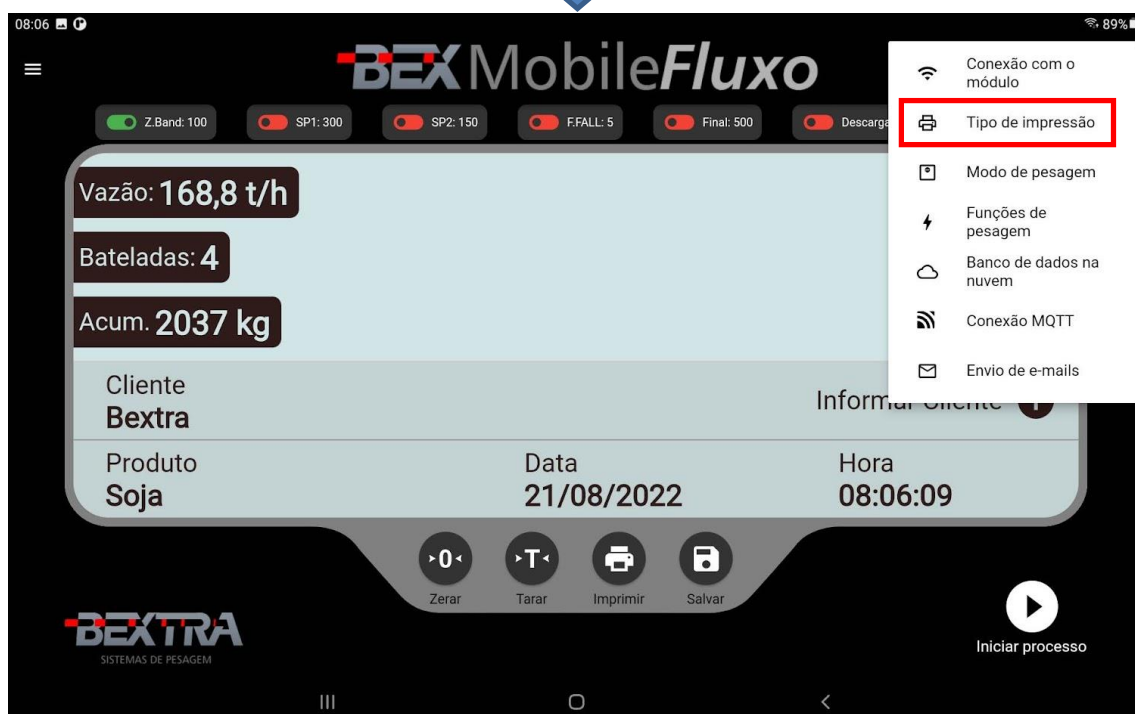 08:06
89%
BEX MobileFluxo
Z.Band: 100
SP1: 300
SP2: 150
F.FALL: 5
Final: 500
Descarga
Conexão com o
módulo
Tipo de impressão
Modo de pesagem
Funções de
pesagem
Banco de dados na
nuvem
Conexão MQTT
Envio de e-mails
Vazão: 168,8 t/h
Bateladas: 4
Acum. 2037 kg
Cliente
Bextra
Informar Cliente
Produto
Soja
Data
21/08/2022
Hora
08:06:09
>0<
>T<
Zerar
Tarar
Imprimir
Salvar
BEXTRA
SISTEMAS DE PESAGEM
Iniciar processo